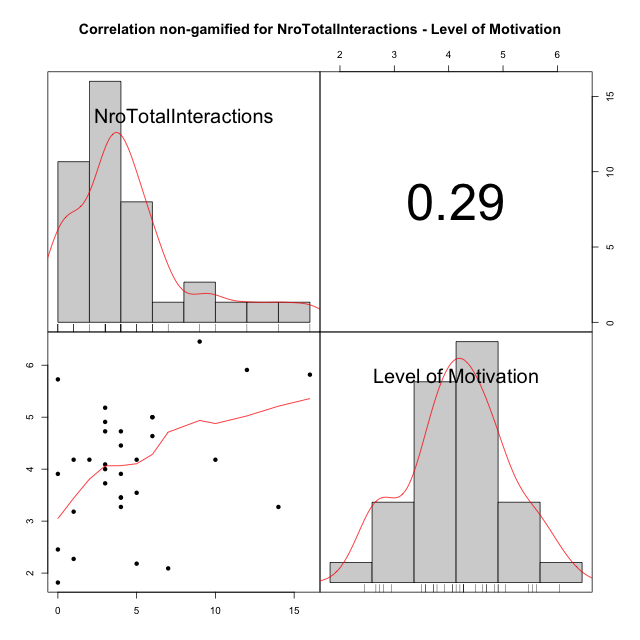 Correlation non-gamified for NroTotalInteractions - Level of Motivation
2 3 4 5 6
NroTotalInteractions
0.29
15
10
5
0
6
5
4
3
2
Level of Motivation
0 5 10 15